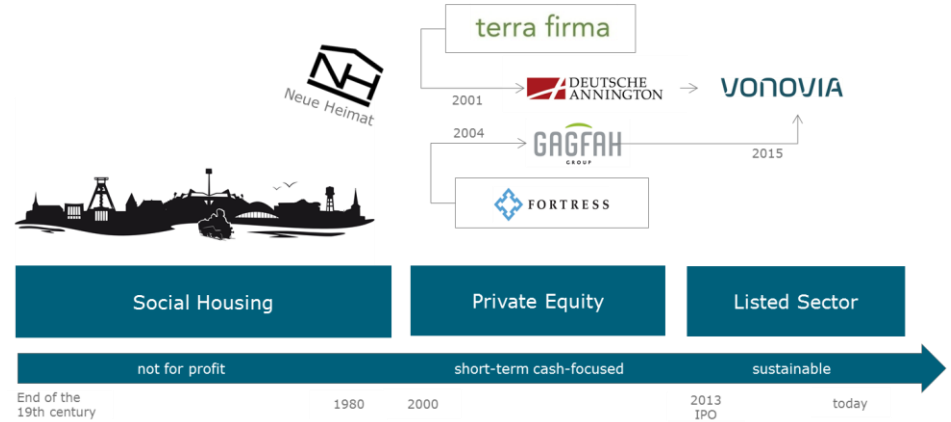 terra firma
NH
Neue Heimat
DEUTSCHE
ANNINGTON
VONOVIA
2001
2004
GAGFAH
GROUP
2015
FORTRESS
Social Housing
Private Equity
Listed Sector
not for profit
short-term cash-focused
sustainable
End of the
19th century
1980
2000
2013
IPO
today